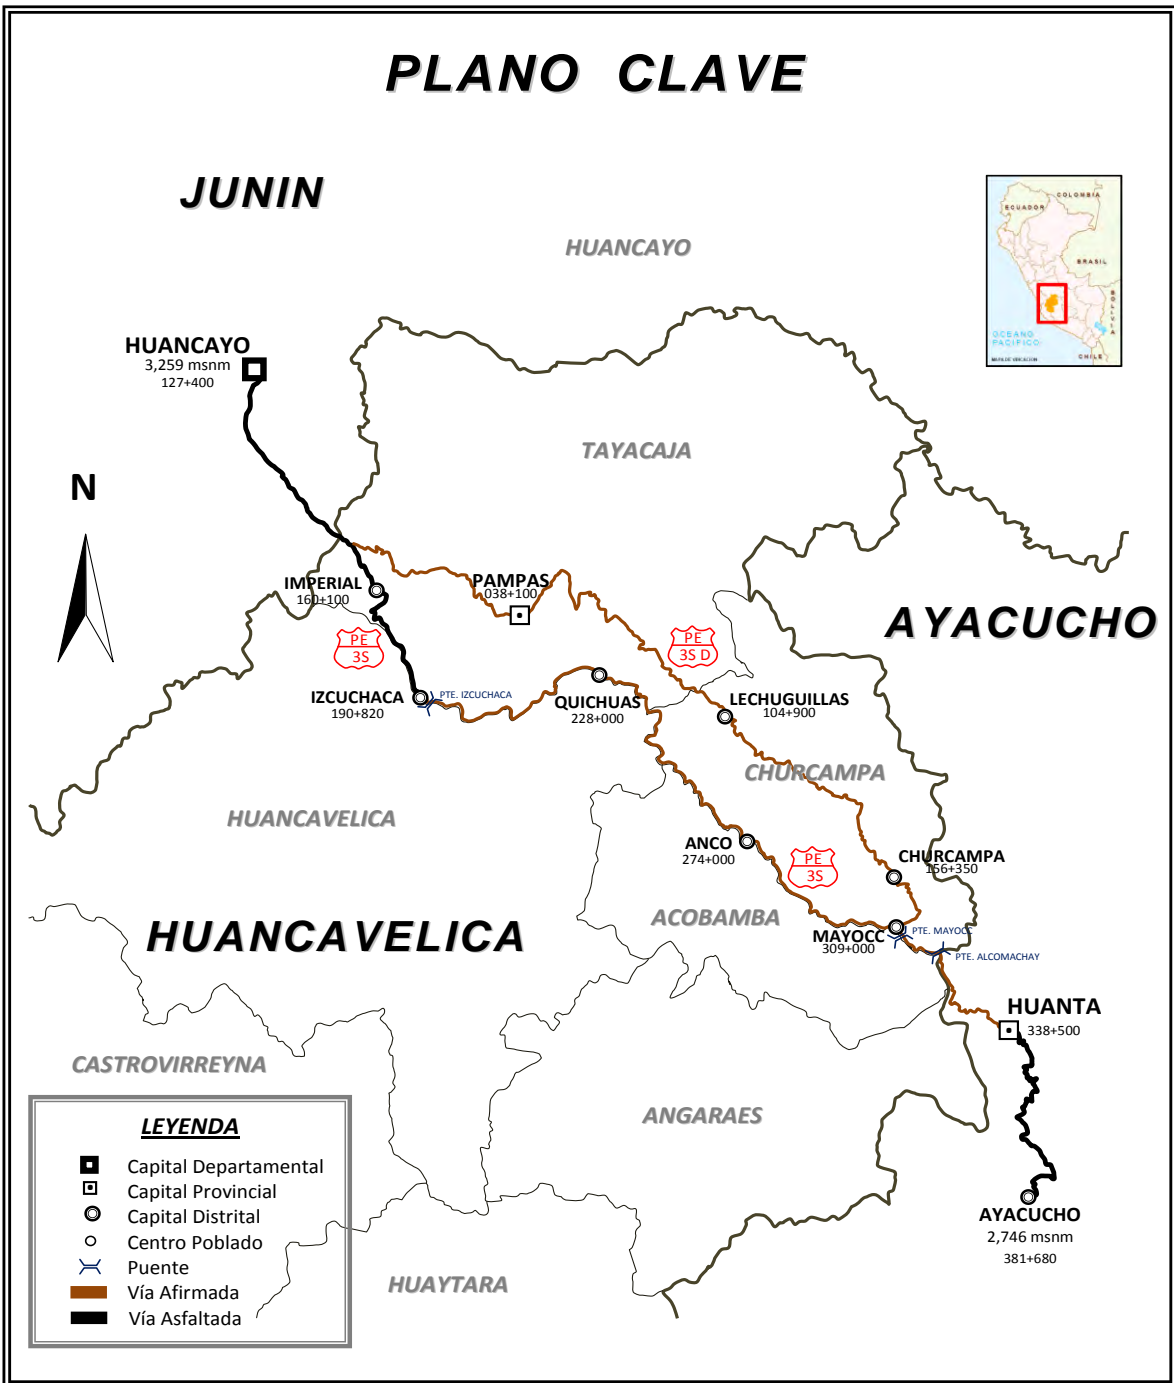 PLANO CLAVE
JUNIN
HUANCAYO
COLOMBIA
ECUADOR
BRASIL
BOLIVIA
OCEANO
PACIFICO
CHILE
MAPA DE UBICACION
HUANCAYO
3,259 msnm
127+400
TAYACAJA
N
IMPERIAL
160+100
PAMPAS
038+100
AYACUCHO
PE
3S
PE
3S D
IZCUCHACA
190+820
PTE. IZCUCHACA
QUICHUAS
228+000
LECHUGUILLAS
104+900
CHURCAMPA
HUANCAVELICA
ANCO
274+000
PE
3S
CHURCAMPA
156+350
ACOBAMBA
HUANCAVELICA
MAYOCC
309+000
PTE. MAYOCC
PTE. ALCOMACHAY
HUANTA
338+500
CASTROVIRREYNA
ANGARAES
LEYENDA
Capital Departamental
Capital Provincial
Capital Distrital
Centro Poblado
Puente
Vía Afirmada
Vía Asfaltada
AYACUCHO
2,746 msnm
381+680
HUAYTARA